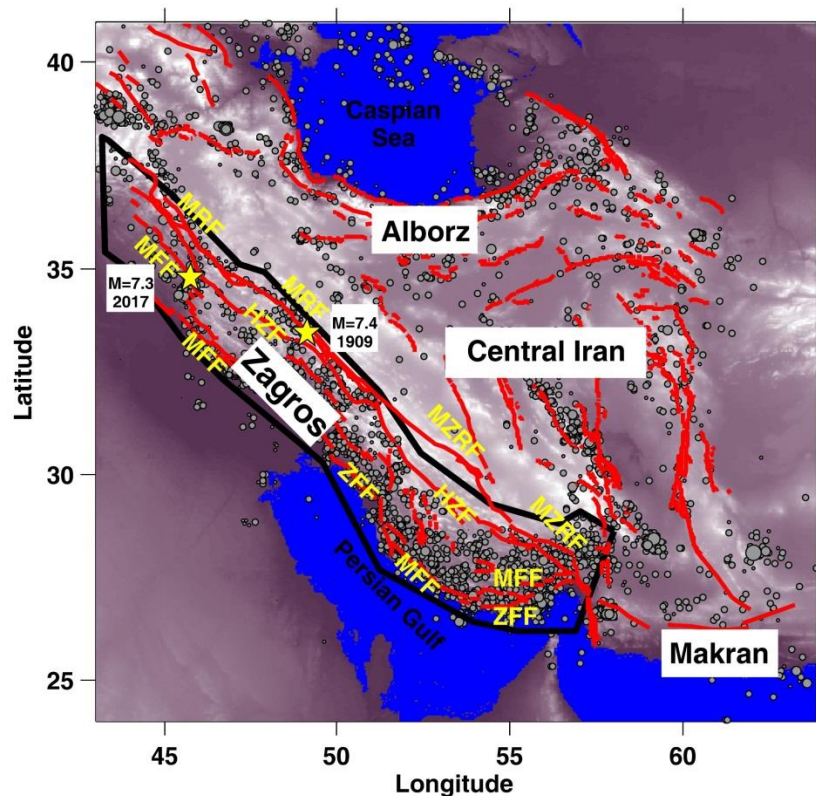 40
35
30
25
45
50
55
60
Latitude
Longitude
Caspian
Sea
Alborz
MRF
MFF
M=7.3
2017
MRF
HZF
M=7.4
1909
MFF
Zagros
Central Iran
MZRF
ZFF
HZF
MZRF
Persian Gulf
MFF
MFF
ZFF
Makran